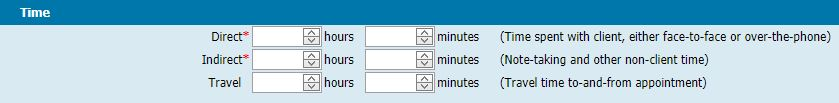 Time
Direct* hours minutes (Time spent with client, either face-to-face or over-the-phone)
Indirect* hours minutes (Note-taking and other non-client time)
Travel hours minutes (Travel time to-and-from appointment)